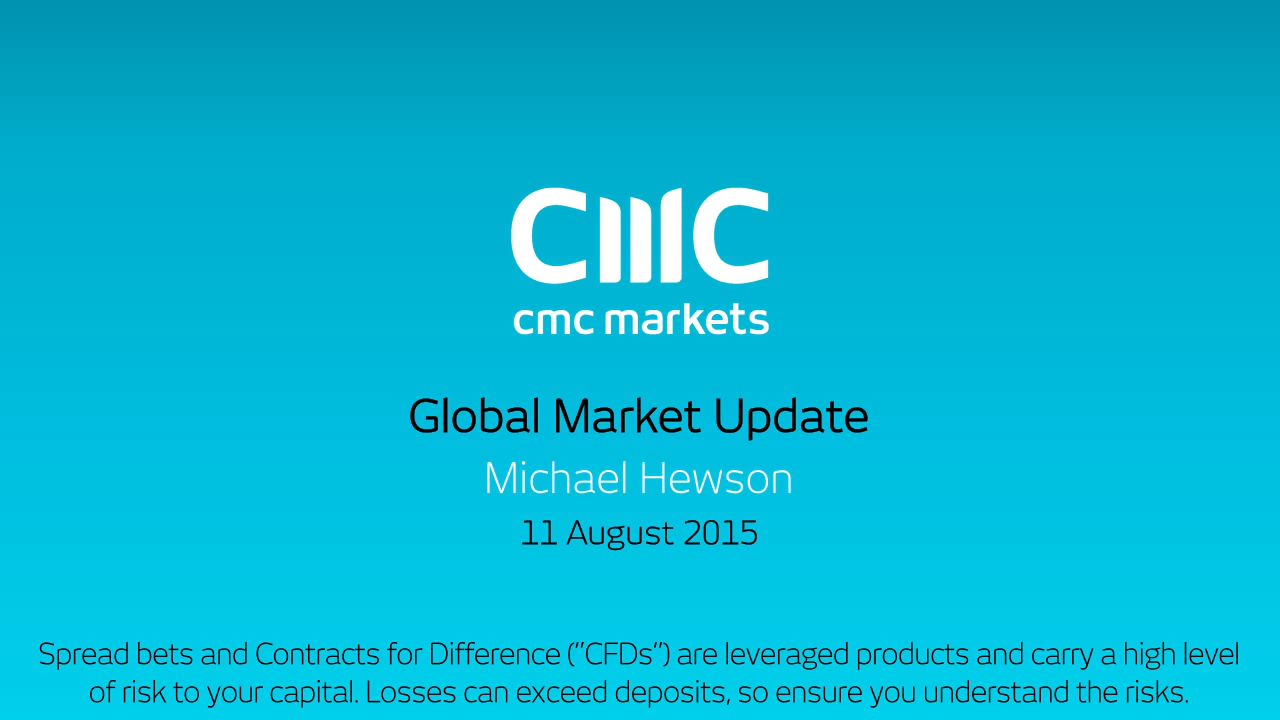 CMC
cmc markets
Global Market Update
Michael Hewson
11 August 2015
Spread bets and Contracts for Difference (“CFDs”) are leveraged products and carry a high level
of risk to your capital. Losses can exceed deposits, so ensure you understand the risks.